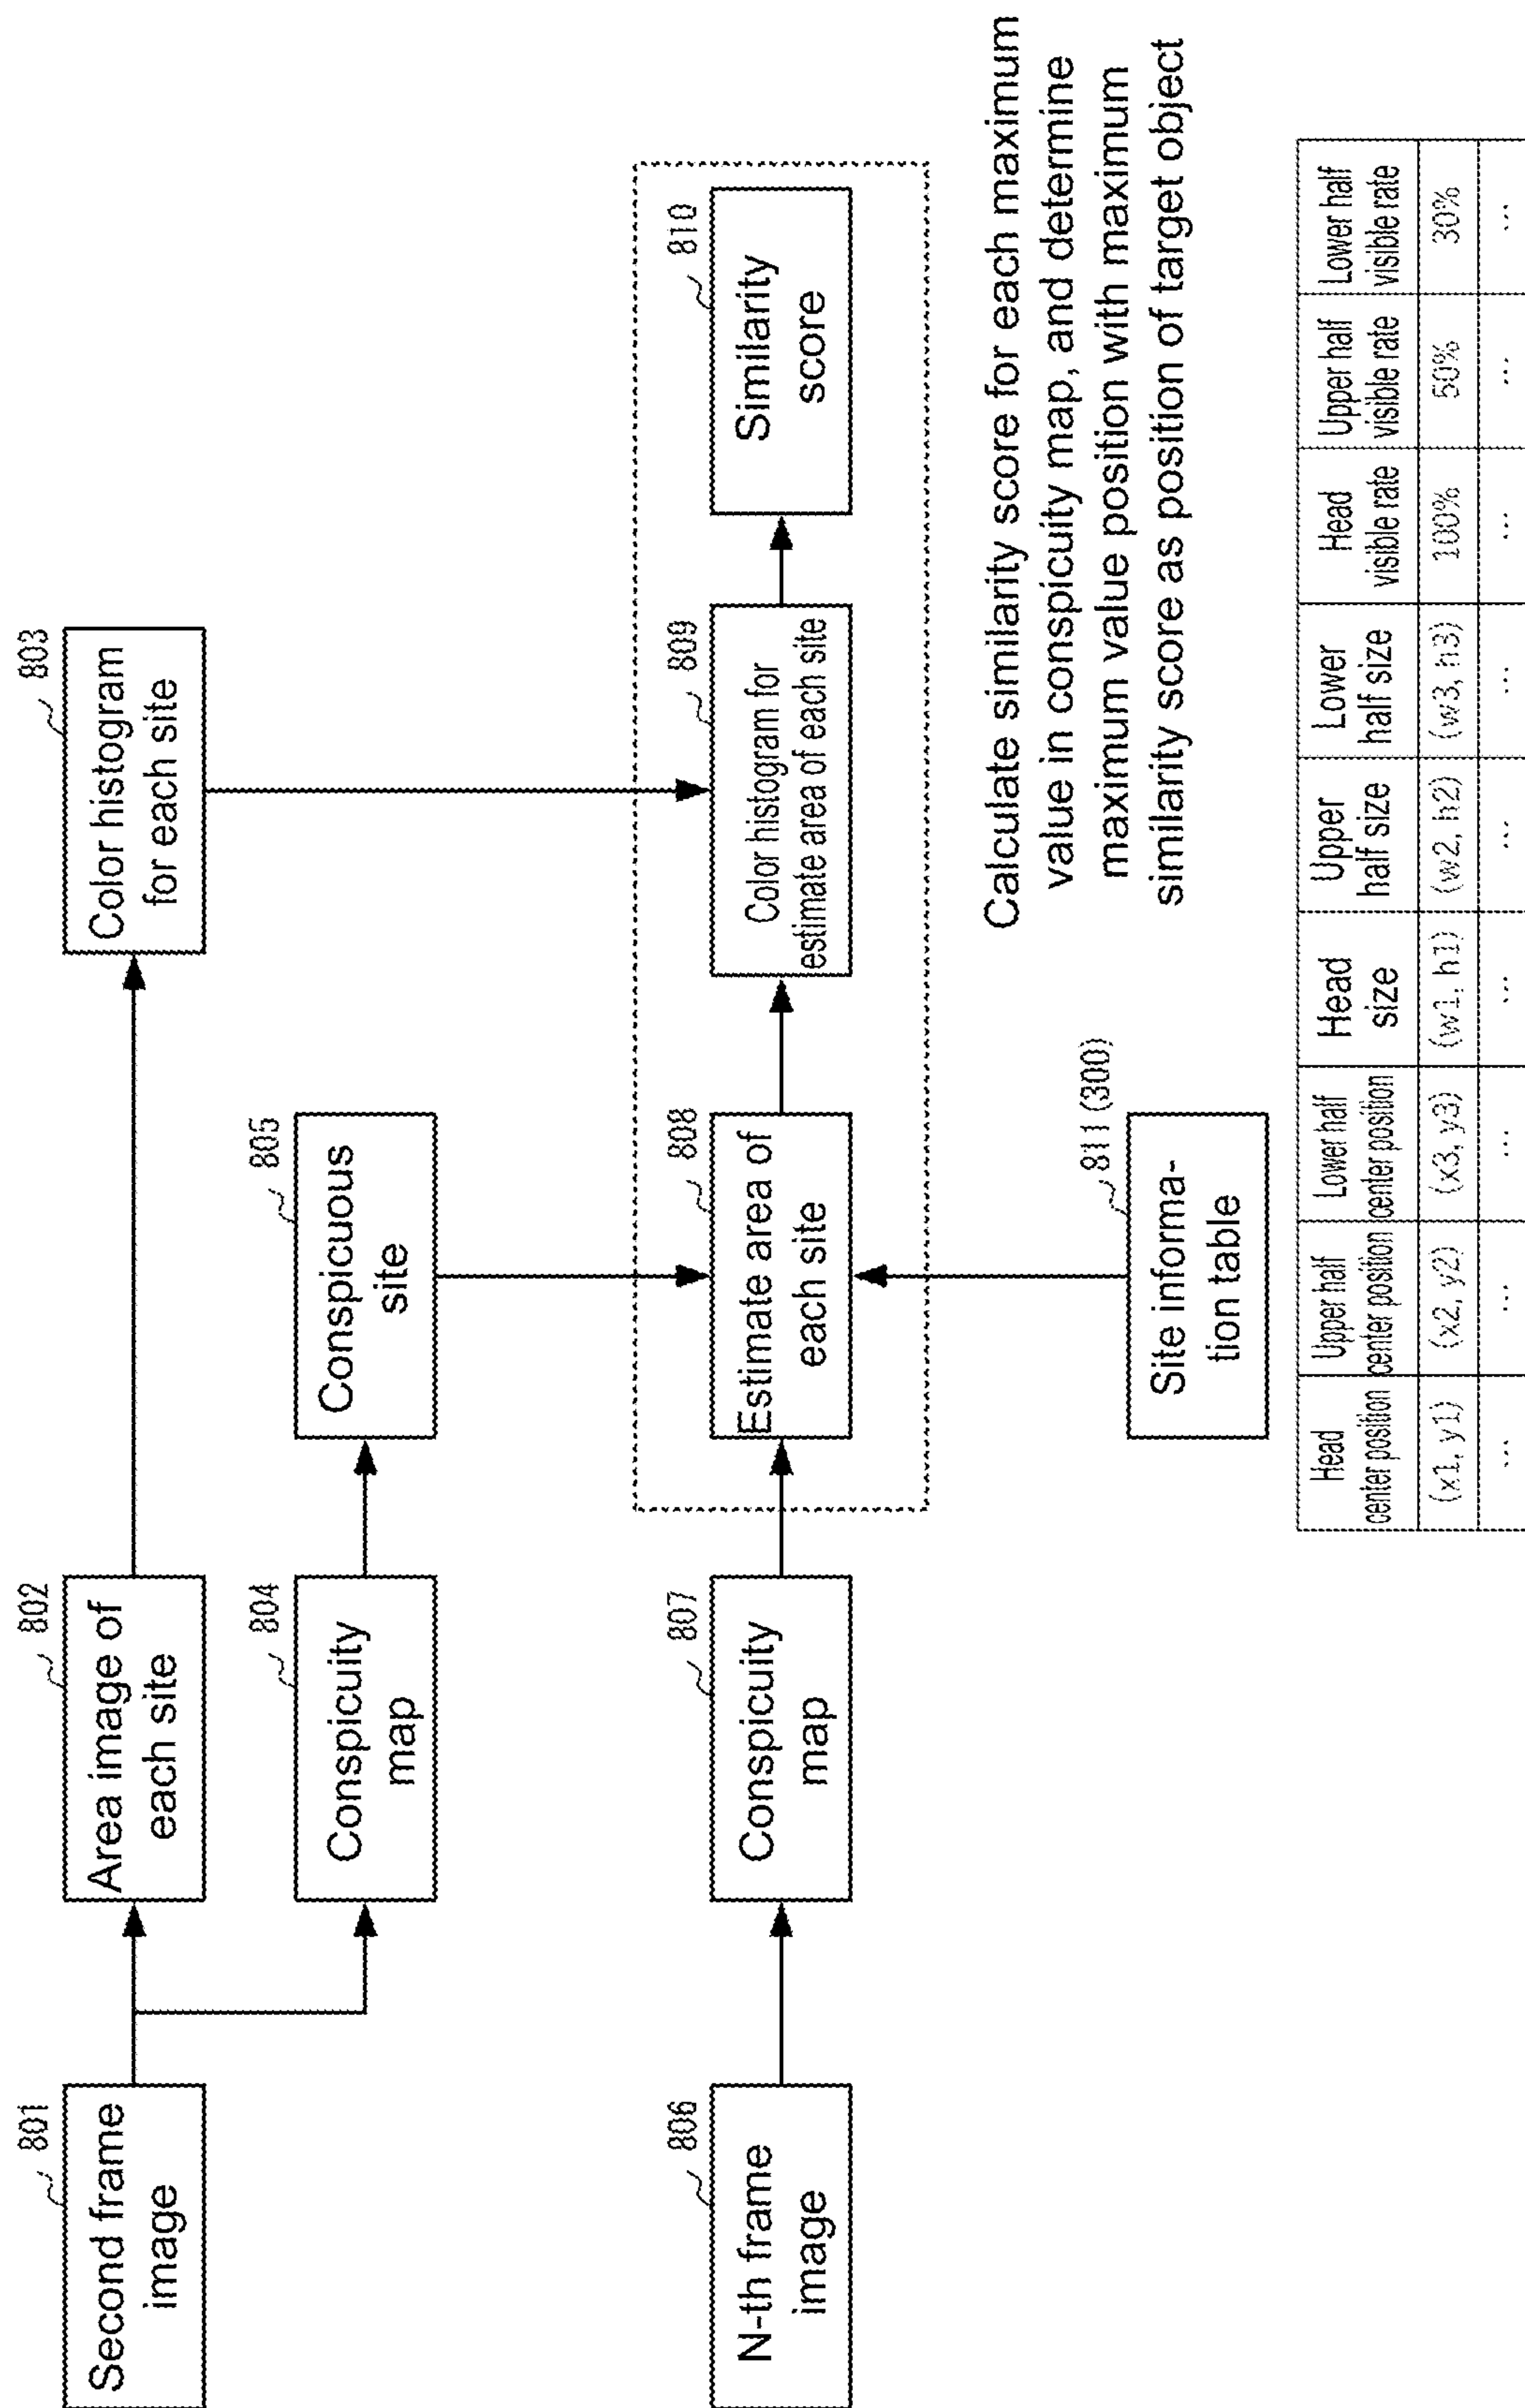 801
Second frame
image
802
Area image of
each site
803
Color histogram
for each site
804
Conspicuity
map
805
Conspicuous
site
806
N-th frame
image
807
Conspicuity
map
808
Estimate area of
each site
809
Color histogram for
estimate area of each site
810
Similarity
score
Calculate similarity score for each maximum
value in conspicuity map, and determine
maximum value position with maximum
similarity score as position of target object
811 (300)
Site informa-
tion table
Head
center position
Upper half
center position
Lower half
center position
Head
size
Upper
half size
Lower
half size
Head
visible rate
Upper half
visible rate
Lower half
visible rate
(x1, y1) (x2, y2) (x3, y3) (w1, h1) (w2, h2) (w3, h3) 100% 50% 30%
... ... ... ... ... ... ... ... ...